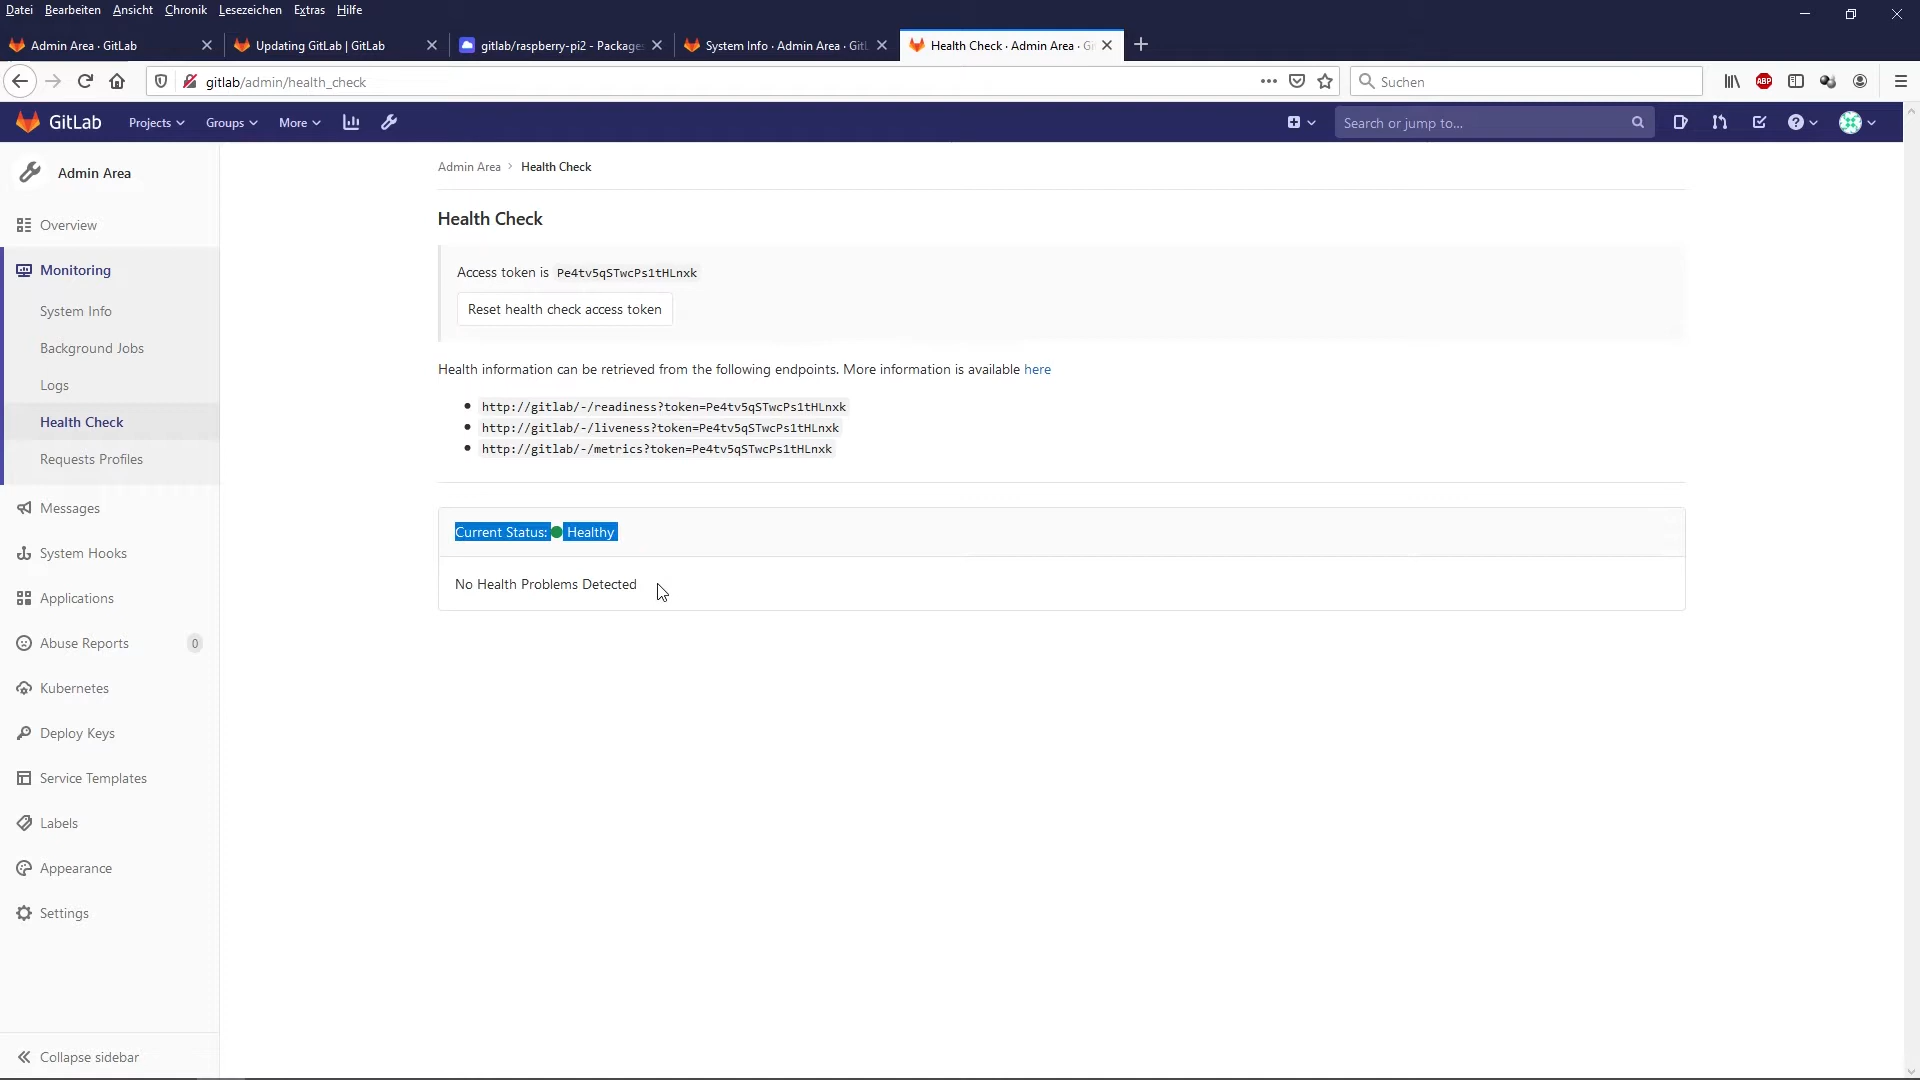 Datei Bearbeiten Ansicht Chronik Lesezeichen Extras Hilfe
Admin Area · GitLab
Updating GitLab | GitLab
gitlab/raspberry-pi2 - Package
System Info · Admin Area · GitL
Health Check · Admin Area · G
gitlab/admin/health_check
Suchen
ABP
GitLab
Projects
Groups
More
Search or jump to...
Admin Area
Overview
Monitoring
System Info
Background Jobs
Logs
Health Check
Requests Profiles
Messages
System Hooks
Applications
Abuse Reports 0
Kubernetes
Deploy Keys
Service Templates
Labels
Appearance
Settings
Collapse sidebar
Admin Area > Health Check
Health Check
Access token is Pe4tv5qSTwcPs1tHLnxk
Reset health check access token
Health information can be retrieved from the following endpoints. More information is available here
http://gitlab/-/readiness?token=Pe4tv5qSTwcPs1tHLnxk
http://gitlab/-/liveness?token=Pe4tv5qSTwcPs1tHLnxk
http://gitlab/-/metrics?token=Pe4tv5qSTwcPs1tHLnxk
Current Status: Healthy
No Health Problems Detected